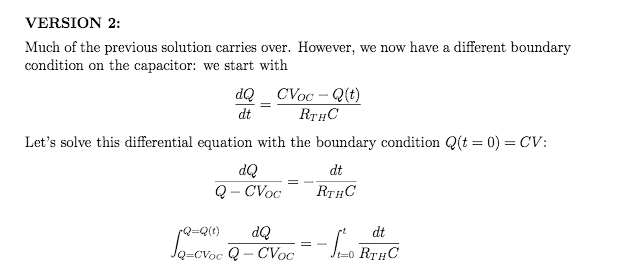 VERSION 2:
Much of the previous solution carries over. However, we now have a different boundary
condition on the capacitor: we start with
\frac{dQ}{dt} = \frac{CV_{OC} - Q(t)}{R_{TH}C}
Let's solve this differential equation with the boundary condition Q(t = 0) = CV:
\frac{dQ}{Q - CV_{OC}} = -\frac{dt}{R_{TH}C}
\int_{Q=CV_{OC}}^{Q=Q(t)} \frac{dQ}{Q - CV_{OC}} = -\int_{t=0}^{t} \frac{dt}{R_{TH}C}